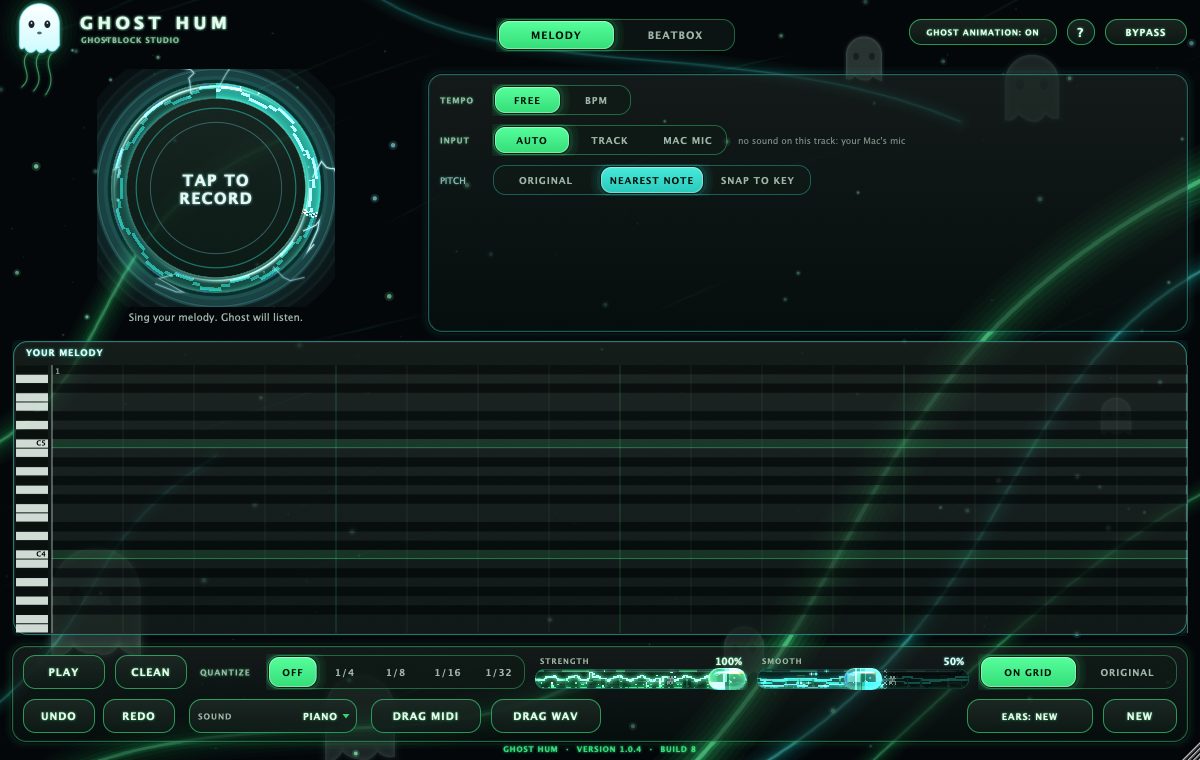 GHOST HUM
GHOSTBLOCK STUDIO
MELODY BEATBOX
GHOST ANIMATION: ON ? BYPASS
TEMPO FREE BPM
INPUT AUTO TRACK MAC MIC no sound on this track: your Mac's mic
PITCH ORIGINAL NEAREST NOTE SNAP TO KEY
TAP TO
RECORD
Sing your melody. Ghost will listen.
YOUR MELODY
1
C5
C4
PLAY CLEAN QUANTIZE OFF 1/4 1/8 1/16 1/32 STRENGTH 100% SMOOTH 50% ON GRID ORIGINAL
UNDO REDO SOUND PIANO DRAG MIDI DRAG WAV EARS: NEW NEW
GHOST HUM · VERSION 1.0.4 · BUILD 8